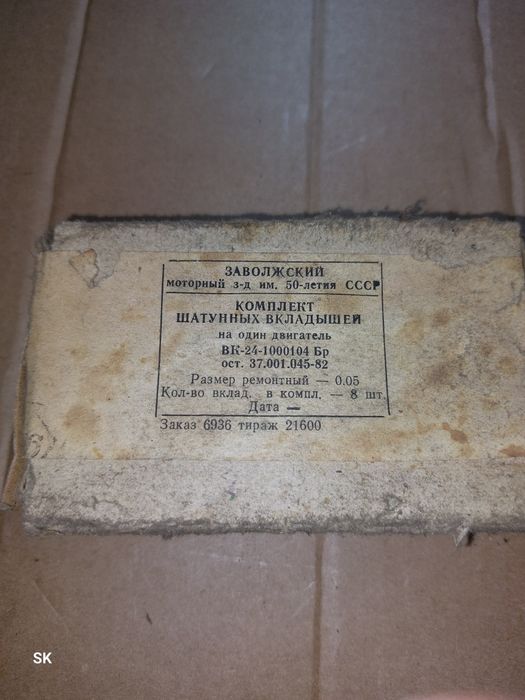 ЗАВОЛЖСКИЙ
моторный з-д им. 50-летия СССР
КОМПЛЕКТ
ШАТУННЫХ ВКЛАДЫШЕЙ
на один двигатель
ВК-24-1000104 Бр
ост. 37.001.045-82
Размер ремонтный — 0.05
Кол-во вклад. в компл. — 8 шт.
Дата —
Заказ 6936 тираж 21600
SK